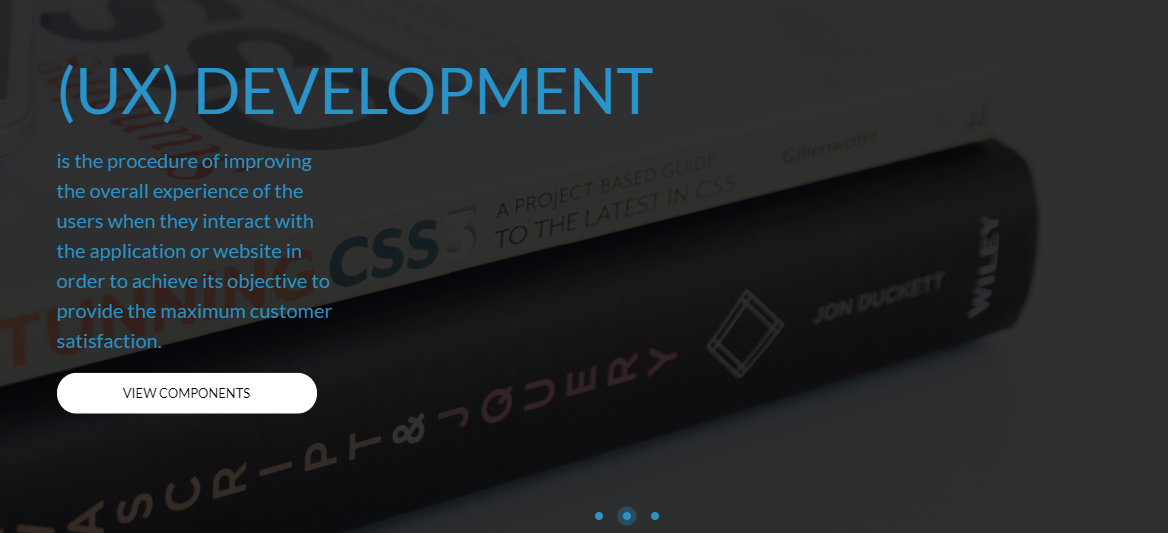 (UX) DEVELOPMENT
is the procedure of improving
the overall experience of the
users when they interact with
the application or website in
order to achieve its objective to
provide the maximum customer
satisfaction.
VIEW COMPONENTS
TUNNING CSS3
A PROJECT-BASED GUIDE
TO THE LATEST IN CSS
Gillenwater
ASCRIPT & JQUERY
JON DUCKETT
WILEY